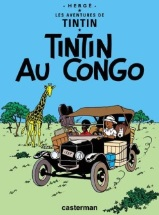 HERGÉ
LES AVENTURES DE
TINTIN
TINTIN
AU CONGO
casterman